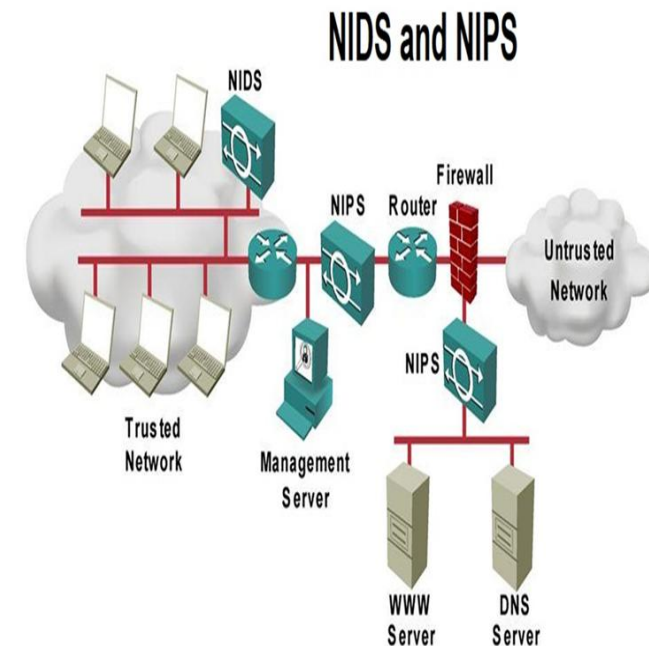 NIDS and NIPS
NIDS
Firewall
NIPS
Router
Untrusted
Network
NIPS
Trusted
Network
Management
Server
WWW
Server
DNS
Server